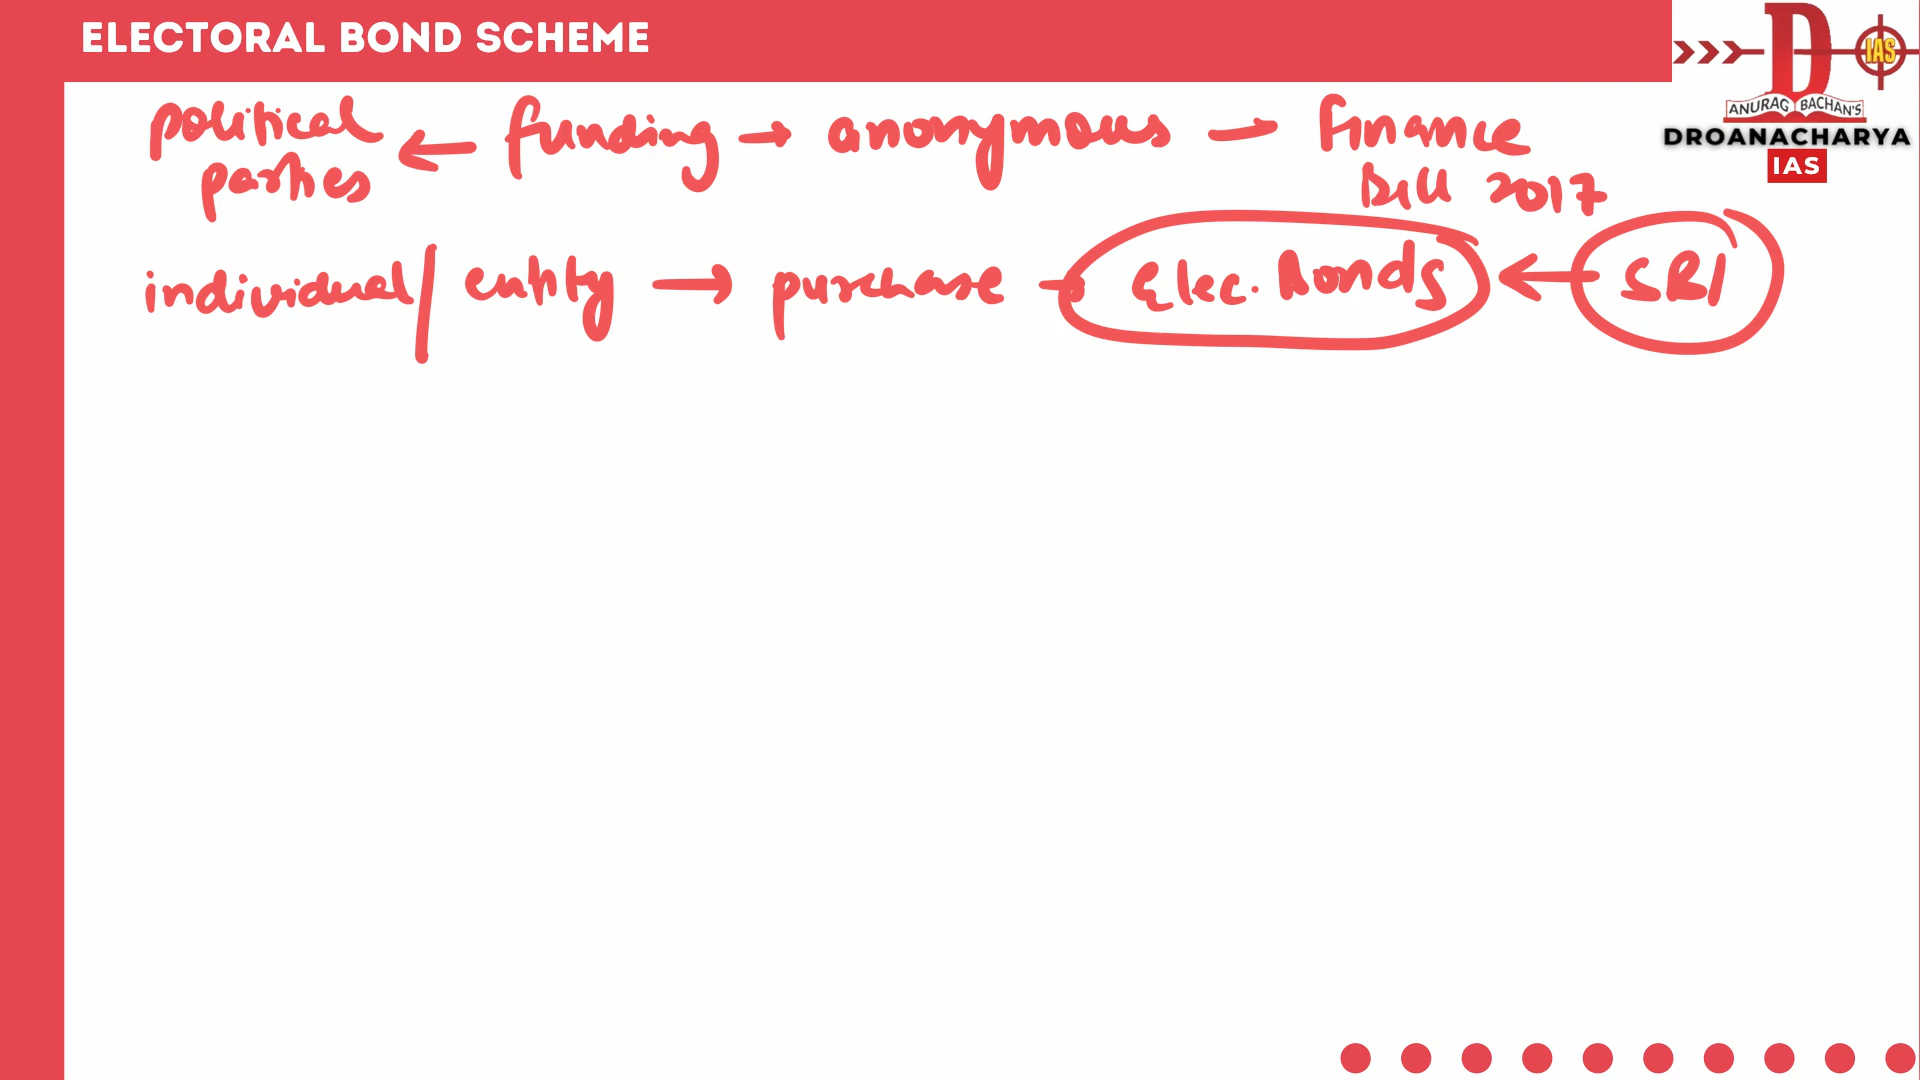 ELECTORAL BOND SCHEME
IAS
D
ANURAG BACHAN'S
DROANACHARYA
IAS
political parties ← funding → anonymous — Finance Bill 2017
individual / entity → purchase → Elec. Bonds ← SBI